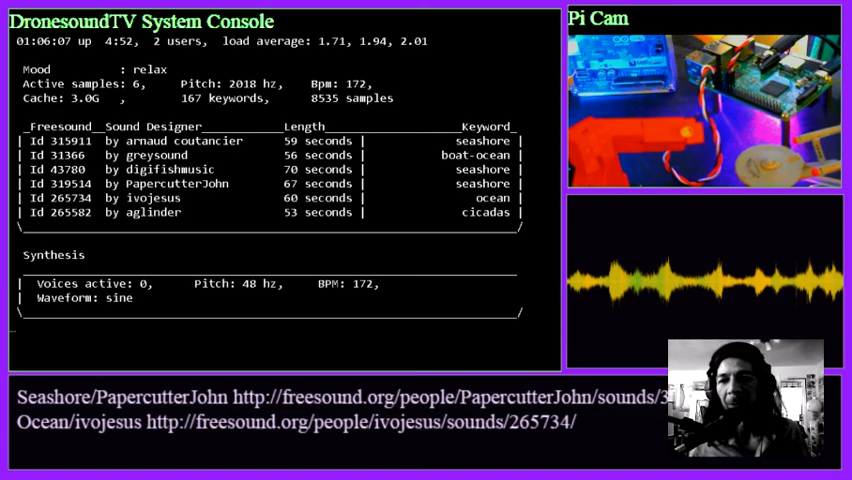 DronesoundTV System Console
Pi Cam
01:06:07 up  4:52,  2 users,  load average: 1.71, 1.94, 2.01
Mood          : relax
Active samples: 6,     Pitch: 2018 hz,     Bpm: 172,
Cache: 3.0G   ,        167 keywords,       8535 samples
_Freesound__Sound Designer____________Length____________________Keyword_
| Id 315911  by arnaud coutancier      59 seconds |             seashore |
| Id 31366   by greysound              56 seconds |           boat-ocean |
| Id 43780   by digifishmusic          70 seconds |             seashore |
| Id 319514  by PapercutterJohn        67 seconds |             seashore |
| Id 265734  by ivojesus               60 seconds |                ocean |
| Id 265582  by aglinder               53 seconds |              cicadas |
Synthesis
|  Voices active: 0,     Pitch: 48 hz,     BPM: 172,
|  Waveform: sine
Seashore/PapercutterJohn http://freesound.org/people/PapercutterJohn/sounds/3
Ocean/ivojesus http://freesound.org/people/ivojesus/sounds/265734/